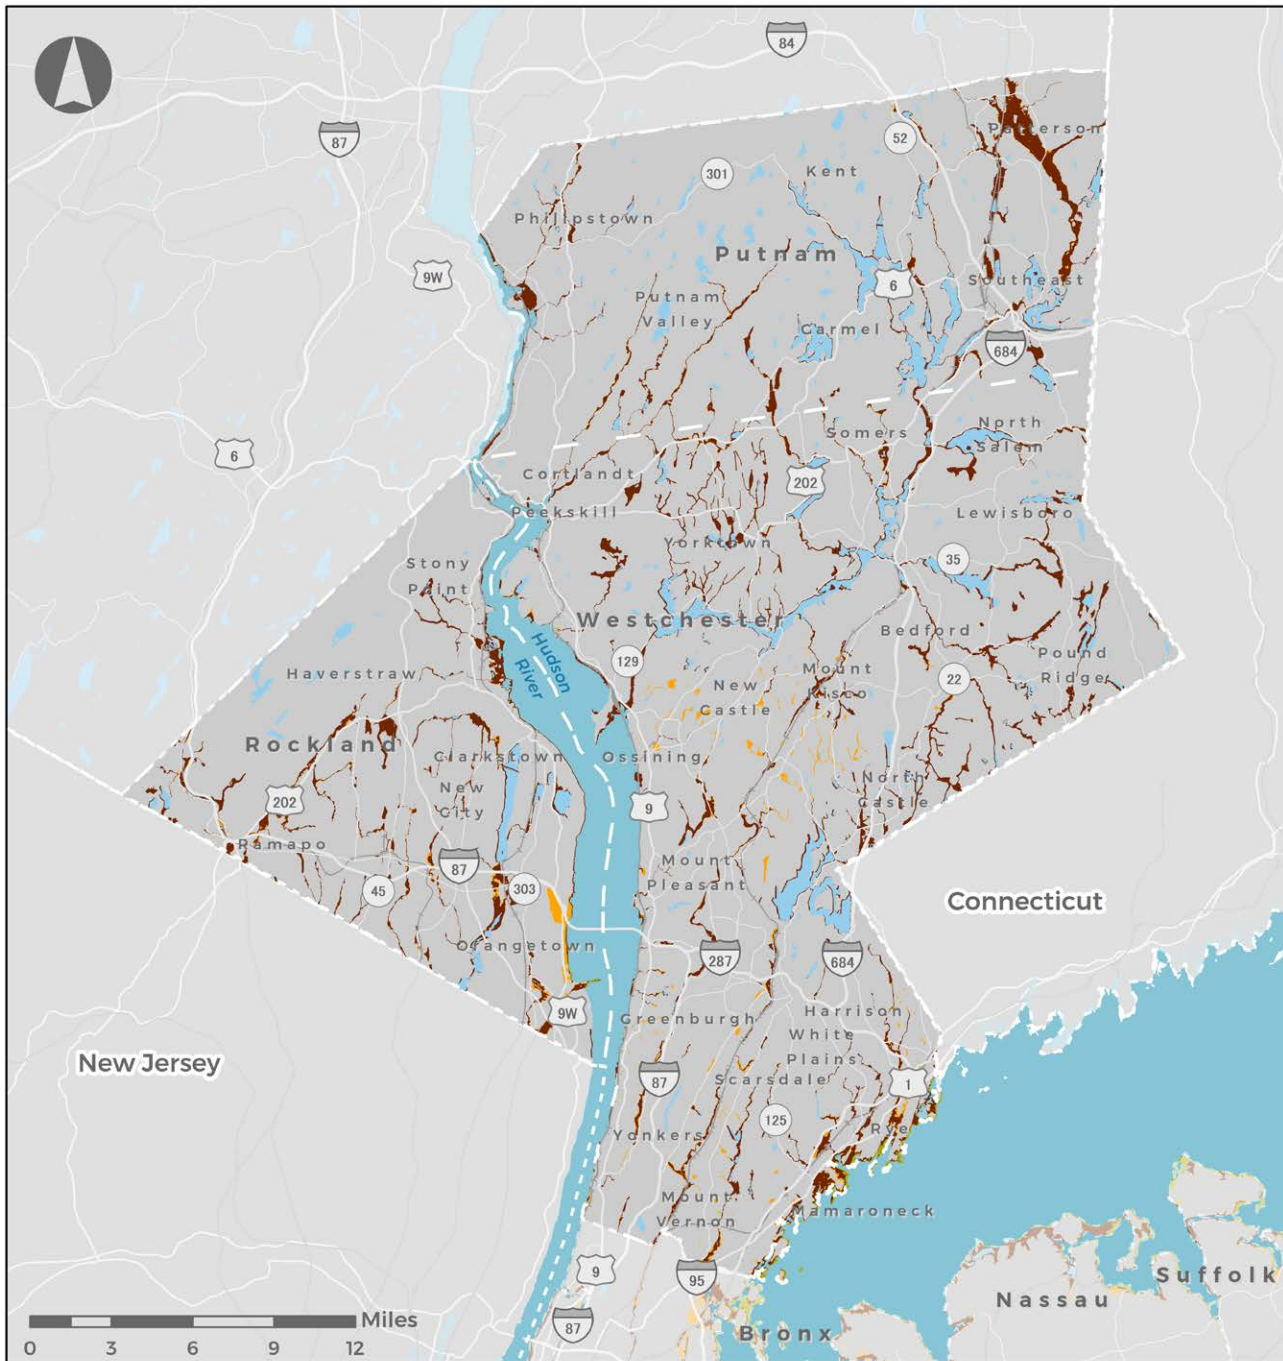 84
87
52
Patterson
301
Kent
Philipstown
Putnam
9W
6
Southeast
Putnam
Valley
Carmel
684
6
Somers
North
Salem
Cortlandt
202
Peekskill
Lewisboro
Yorktown
Stony
Point
35
Westchester
Bedford
Hudson
River
129
Mount
Kisco
Pound
Ridge
Haverstraw
New
Castle
22
Rockland
Clarkstown
Ossining
New
City
North
Castle
202
9
Ramapo
Mount
Pleasant
87
45
303
Connecticut
Orangetown
287
684
9W
Greenburgh
Harrison
White
Plains
New Jersey
87
Scarsdale
1
125
Yonkers
Rye
Mount
Vernon
Mamaroneck
9
95
Suffolk
Nassau
87
Bronx
Miles
0 3 6 9 12